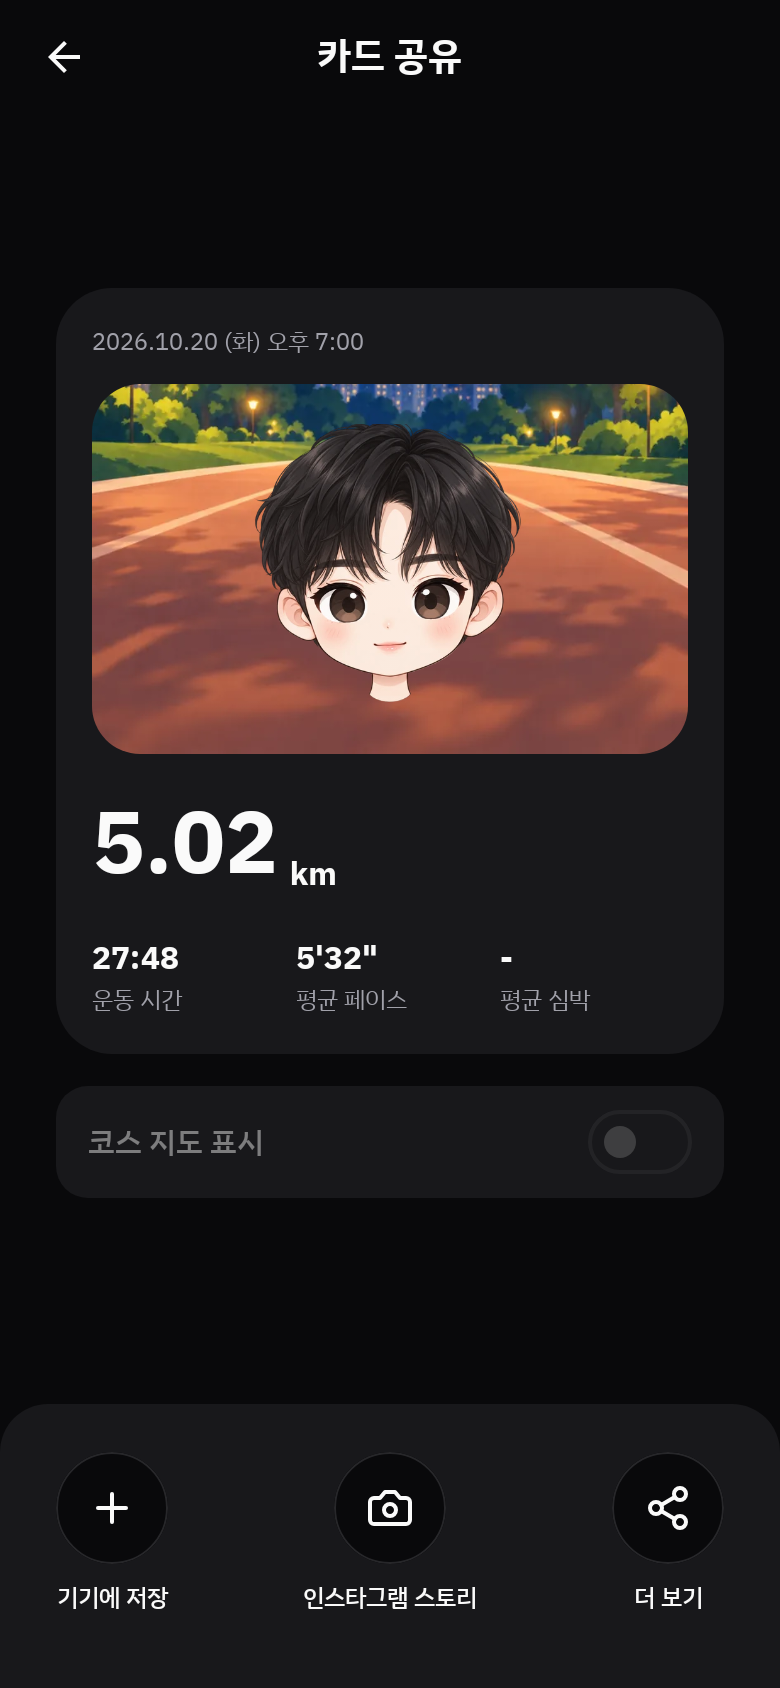 카드 공유
2026.10.20 (화) 오후 7:00
5.02 km
27:48 5'32" -
운동 시간 평균 페이스 평균 심박
코스 지도 표시
기기에 저장 인스타그램 스토리 더 보기